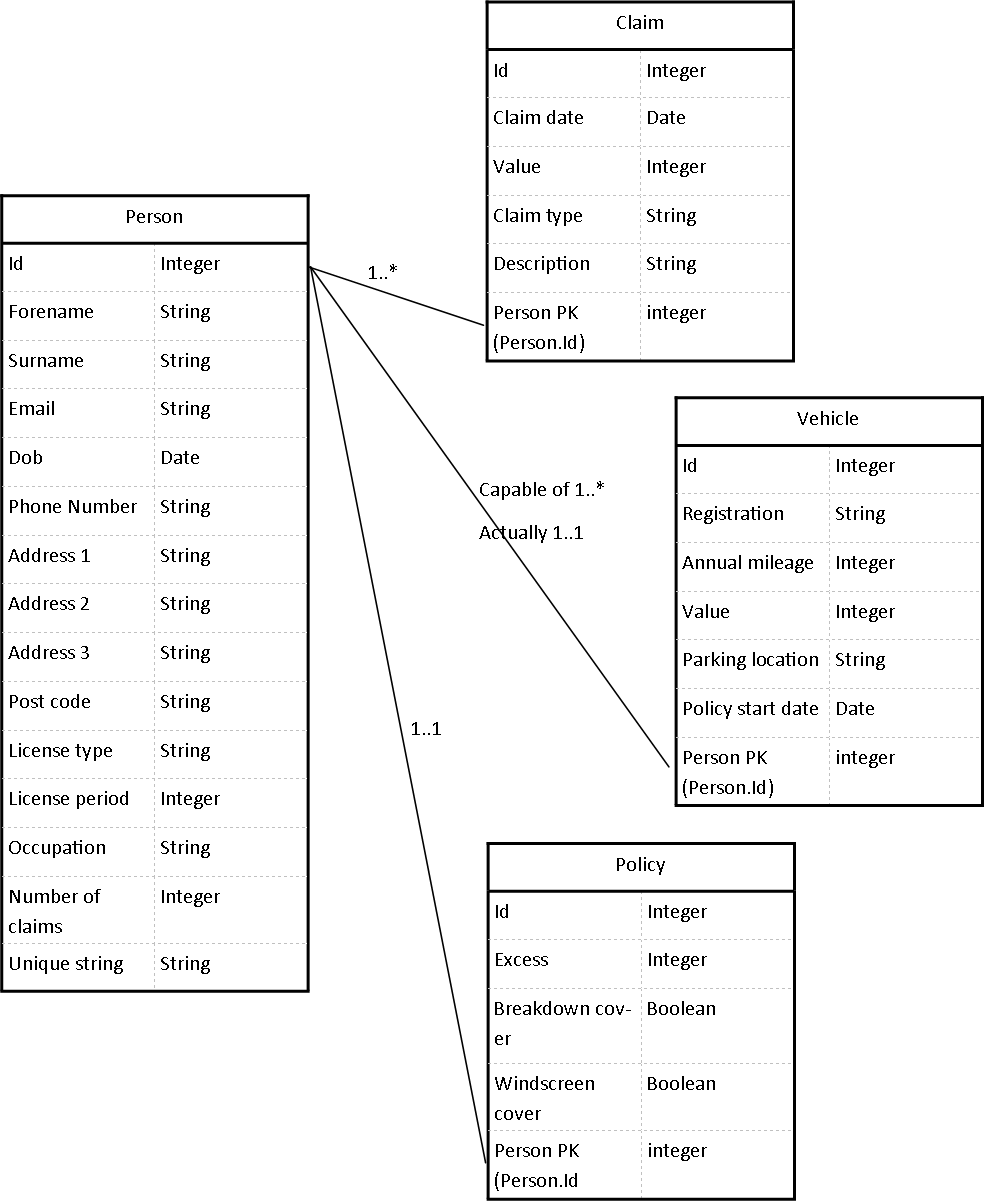 Claim
Id Integer
Claim date Date
Value Integer
Claim type String
Description String
Person PK integer
(Person.Id)
Person
Id Integer
Forename String
Surname String
Email String
Dob Date
Phone Number String
Address 1 String
Address 2 String
Address 3 String
Post code String
License type String
License period Integer
Occupation String
Number of Integer
claims
Unique string String
1..*
Capable of 1..*
Actually 1..1
1..1
Vehicle
Id Integer
Registration String
Annual mileage Integer
Value Integer
Parking location String
Policy start date Date
Person PK integer
(Person.Id)
Policy
Id Integer
Excess Integer
Breakdown cov- Boolean
er
Windscreen Boolean
cover
Person PK integer
(Person.Id